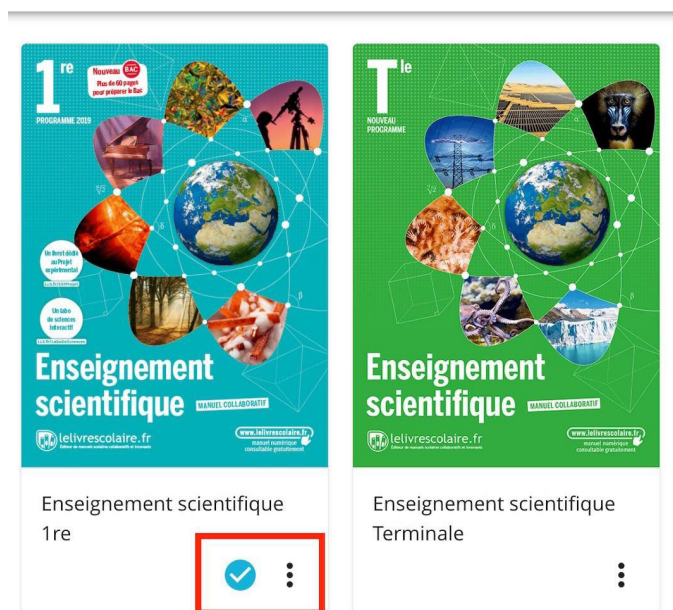 1re
Nouveau BAC
Plus de 60 pages
pour préparer le Bac
PROGRAMME 2019
α
δ
β
Un livret dédié
au Projet
expérimental
Un labo
de sciences
interactif
Enseignement
scientifique MANUEL COLLABORATIF
lelivrescolaire.fr
www.lelivrescolaire.fr
manuel numérique
consultable gratuitement
Tle
NOUVEAU
PROGRAMME
α
δ
β
Enseignement
scientifique MANUEL COLLABORATIF
lelivrescolaire.fr
www.lelivrescolaire.fr
manuel numérique
consultable gratuitement
Enseignement scientifique
1re
Enseignement scientifique
Terminale